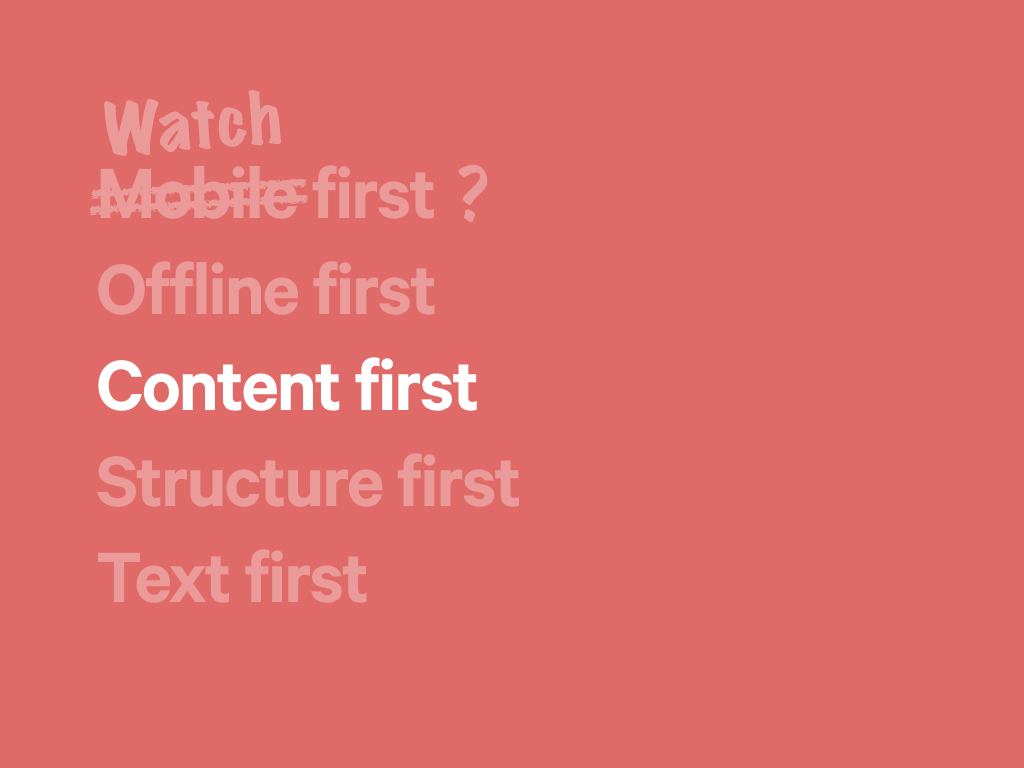 Watch
Mobile first ?
Offline first
Content first
Structure first
Text first